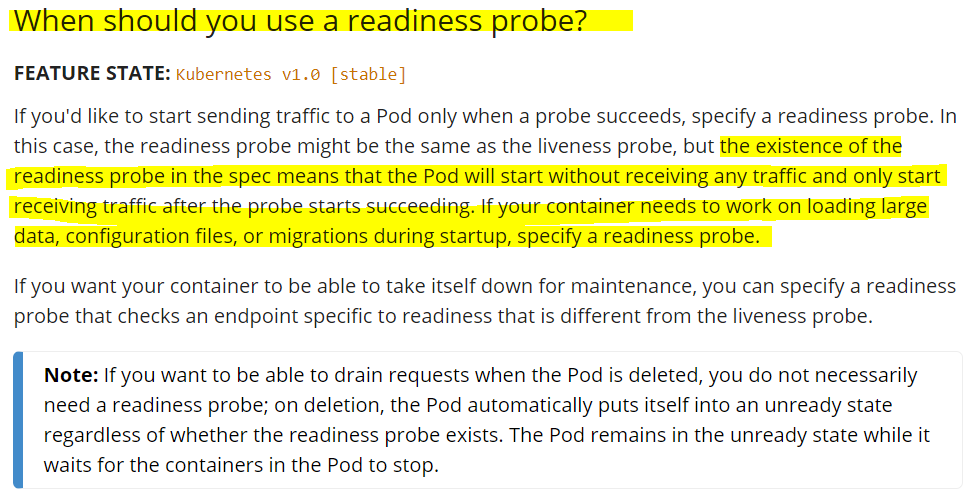 When should you use a readiness probe?
FEATURE STATE: Kubernetes v1.0 [stable]
If you'd like to start sending traffic to a Pod only when a probe succeeds, specify a readiness probe. In
this case, the readiness probe might be the same as the liveness probe, but the existence of the
readiness probe in the spec means that the Pod will start without receiving any traffic and only start
receiving traffic after the probe starts succeeding. If your container needs to work on loading large
data, configuration files, or migrations during startup, specify a readiness probe.
If you want your container to be able to take itself down for maintenance, you can specify a readiness
probe that checks an endpoint specific to readiness that is different from the liveness probe.
Note: If you want to be able to drain requests when the Pod is deleted, you do not necessarily
need a readiness probe; on deletion, the Pod automatically puts itself into an unready state
regardless of whether the readiness probe exists. The Pod remains in the unready state while it
waits for the containers in the Pod to stop.